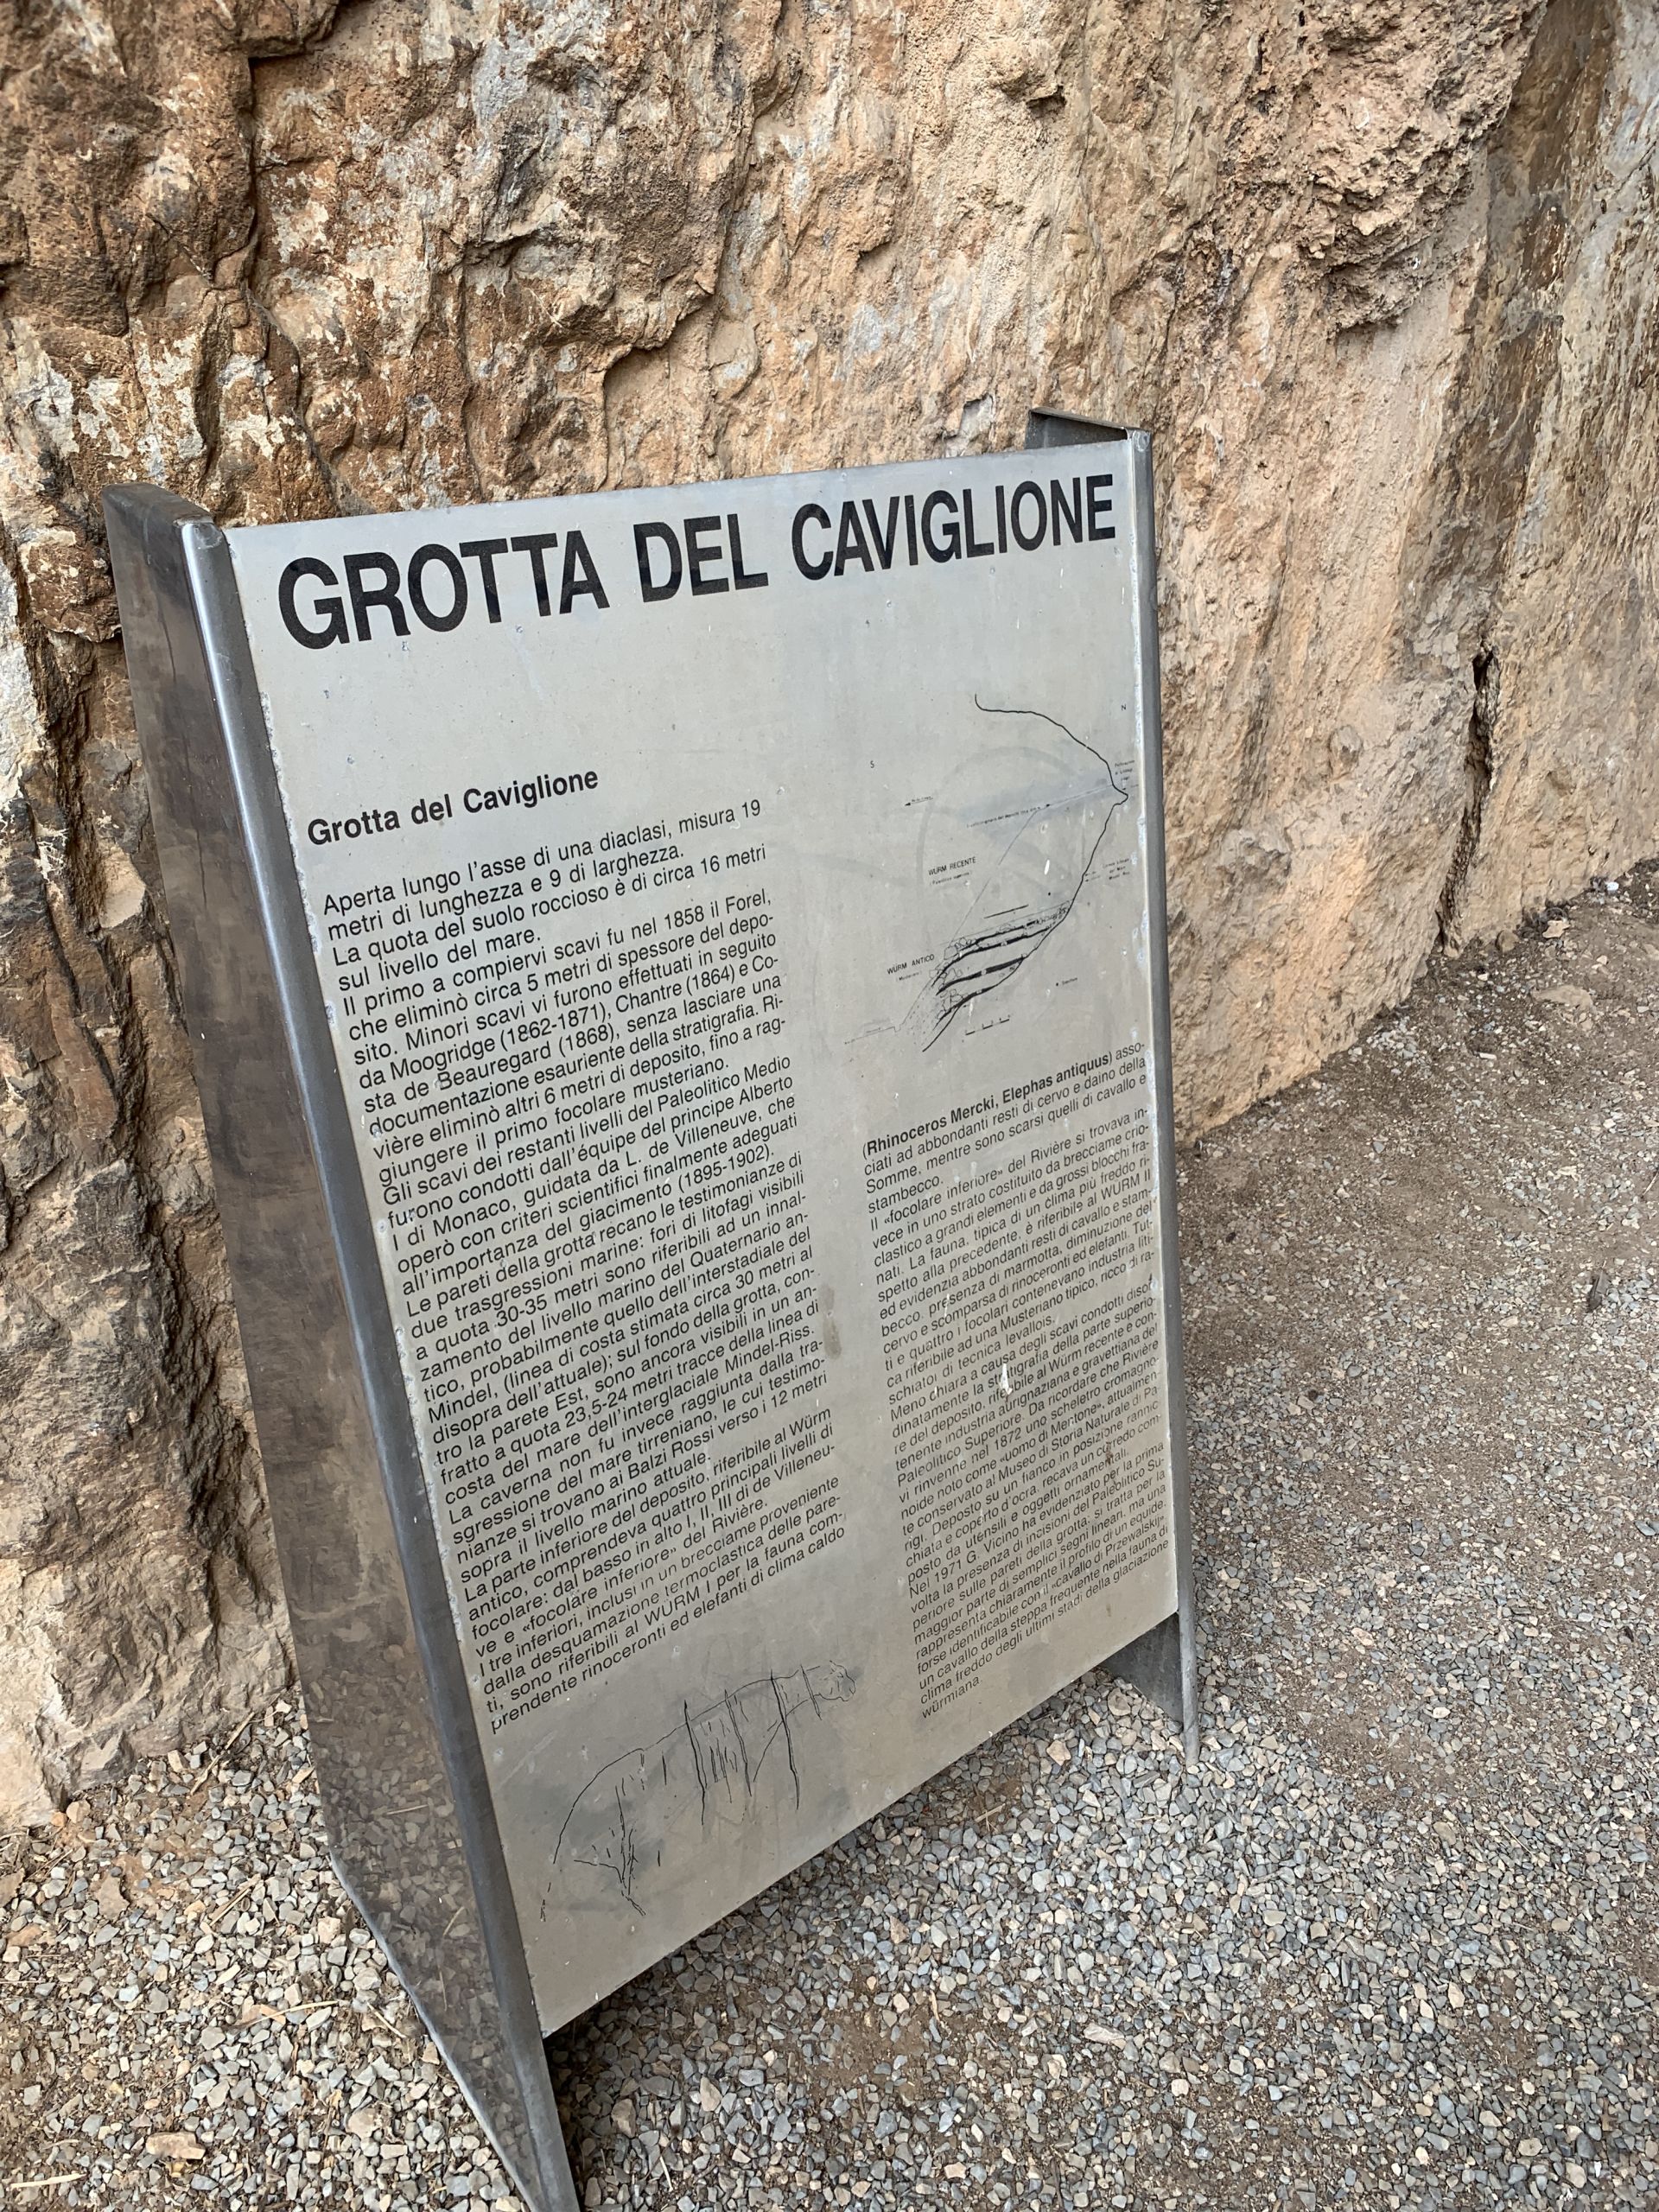 GROTTA DEL CAVIGLIONE
Grotta del Caviglione
Aperta lungo l'asse di una diaclasi, misura 19
metri di lunghezza e 9 di larghezza.
La quota del suolo roccioso è di circa 16 metri
sul livello del mare.
Il primo a compiervi scavi fu nel 1858 il Forel,
che eliminò circa 5 metri di spessore del depo-
sito. Minori scavi vi furono effettuati in seguito
da Moogridge (1862-1871), Chantre (1864) e Co-
sta de Beauregard (1868), senza lasciare una
documentazione esauriente della stratigrafia. Ri-
vière eliminò altri 6 metri di deposito, fino a rag-
giungere il primo focolare musteriano.
Gli scavi dei restanti livelli del Paleolitico Medio
furono condotti dall'équipe del principe Alberto
I di Monaco, guidata da L. de Villeneuve, che
operò con criteri scientifici finalmente adeguati
all'importanza del giacimento (1895-1902).
Le pareti della grotta recano le testimonianze di
due trasgressioni marine: fori di litofagi visibili
a quota 30-35 metri sono riferibili ad un innal-
zamento del livello marino del Quaternario an-
tico, probabilmente quello dell'interstadiale del
Mindel, (linea di costa stimata circa 30 metri al
disopra dell'attuale); sul fondo della grotta, con-
tro la parete Est, sono ancora visibili in un an-
fratto a quota 23,5-24 metri tracce della linea di
costa del mare dell'interglaciale Mindel-Riss.
La caverna non fu invece raggiunta dalla tra-
sgressione del mare tirreniano, le cui testimo-
nianze si trovano ai Balzi Rossi verso i 12 metri
sopra il livello marino attuale.
La parte inferiore del deposito, riferibile al Würm
antico, comprendeva quattro principali livelli di
focolare: dal basso in alto I, II, III di de Villeneu-
ve e «focolare inferiore» del Rivière.
I tre inferiori, inclusi in un brecciame proveniente
dalla desquamazione termoclastica delle pare-
ti, sono riferibili al WÜRM I per la fauna com-
prendente rinoceronti ed elefanti di clima caldo
N
S
WÜRM RECENTE
WÜRM ANTICO
(Rhinoceros Mercki, Elephas antiquus) asso-
ciati ad abbondanti resti di cervo e daino della
Somme, mentre sono scarsi quelli di cavallo e
stambecco.
Il «focolare inferiore» del Rivière si trovava in-
vece in uno strato costituito da brecciame crio-
clastico a grandi elementi e da grossi blocchi fra-
nati. La fauna, tipica di un clima più freddo ri-
spetto alla precedente, è riferibile al WÜRM II
ed evidenzia abbondanti resti di cavallo e stam-
becco, presenza di marmotta, diminuzione del
cervo e scomparsa di rinoceronti ed elefanti. Tut-
ti e quattro i focolari contenevano industria liti-
ca riferibile ad una Musteriano tipico, ricco di ra-
schiatoi di tecnica levallois.
Meno chiara a causa degli scavi condotti disor-
dinatamente la stratigrafia della parte superio-
re del deposito, riferibile al Würm recente e con-
tenente industria aurignaziana e gravettiana del
Paleolitico Superiore. Da ricordare che Rivière
vi rinvenne nel 1872 uno scheletro cromagno-
noide noto come «uomo di Mentone», attualmen-
te conservato al Museo di Storia Naturale di Pa-
rigi. Deposto su un fianco in posizione rannic-
chiata e coperto d'ocra, recava un corredo com-
posto da utensili e oggetti ornamentali.
Nel 1971 G. Vicino ha evidenziato per la prima
volta la presenza di incisioni del Paleolitico Su-
periore sulle pareti della grotta; si tratta per la
maggior parte di semplici segni lineari, ma una
rappresenta chiaramente il profilo di un equide,
forse identificabile con il «cavallo di Przewalskij»,
un cavallo della steppa frequente nella fauna di
clima freddo degli ultimi stadi della glaciazione
würmiana.